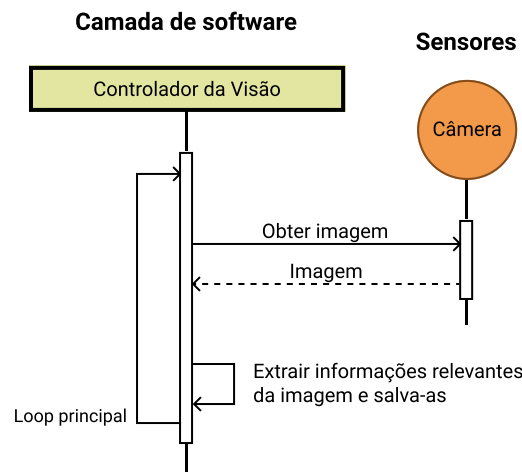 Camada de software
Sensores
Controlador da Visão
Câmera
Obter imagem
Imagem
Extrair informações relevantes
da imagem e salva-as
Loop principal